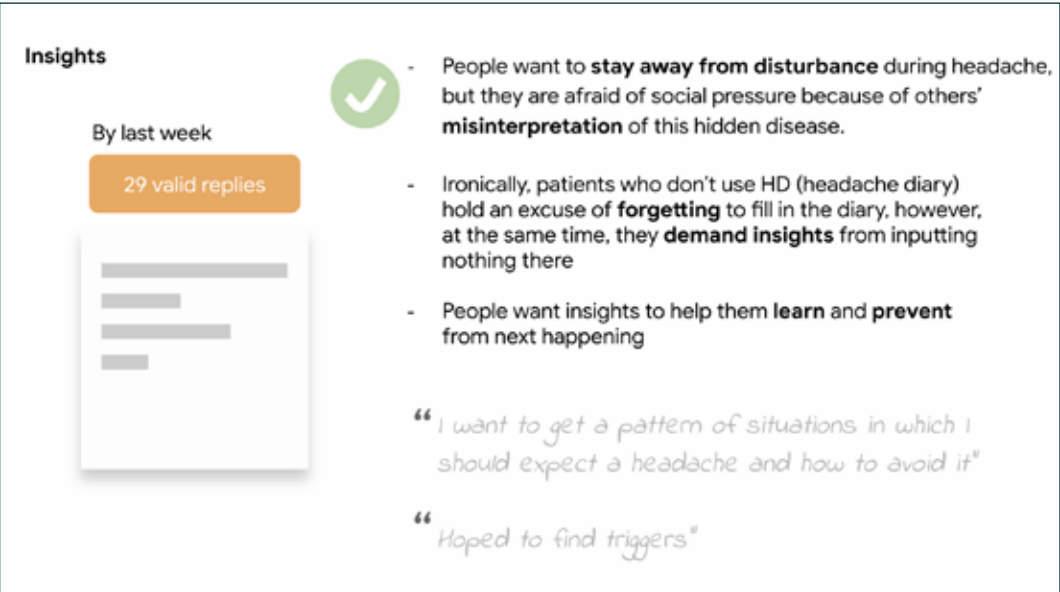 Insights
By last week
29 valid replies
- People want to stay away from disturbance during headache,
but they are afraid of social pressure because of others'
misinterpretation of this hidden disease.
- Ironically, patients who don't use HD (headache diary)
hold an excuse of forgetting to fill in the diary, however,
at the same time, they demand insights from inputting
nothing there
- People want insights to help them learn and prevent
from next happening
“I want to get a pattern of situations in which I
should expect a headache and how to avoid it"
“Hoped to find triggers"